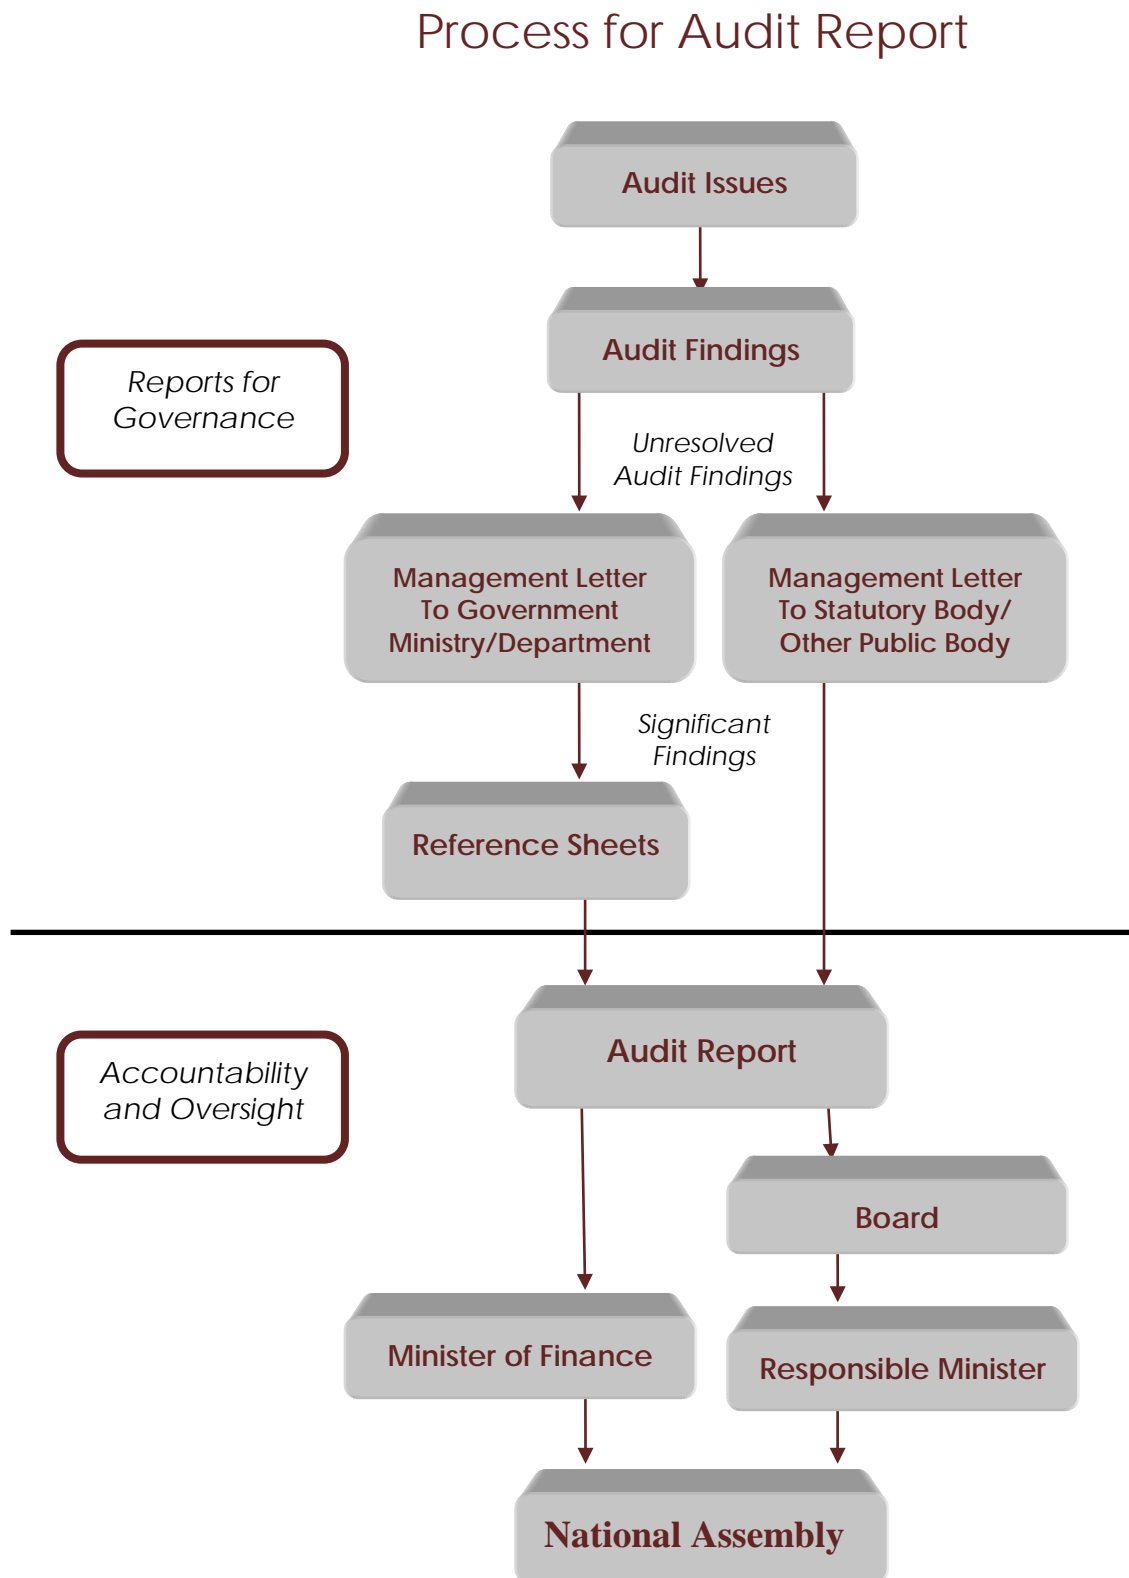 Process for Audit Report
Audit Issues
Audit Findings
Reports for
Governance
Unresolved
Audit Findings
Management Letter
To Government
Ministry/Department
Management Letter
To Statutory Body/
Other Public Body
Significant
Findings
Reference Sheets
Audit Report
Accountability
and Oversight
Board
Minister of Finance
Responsible Minister
National Assembly